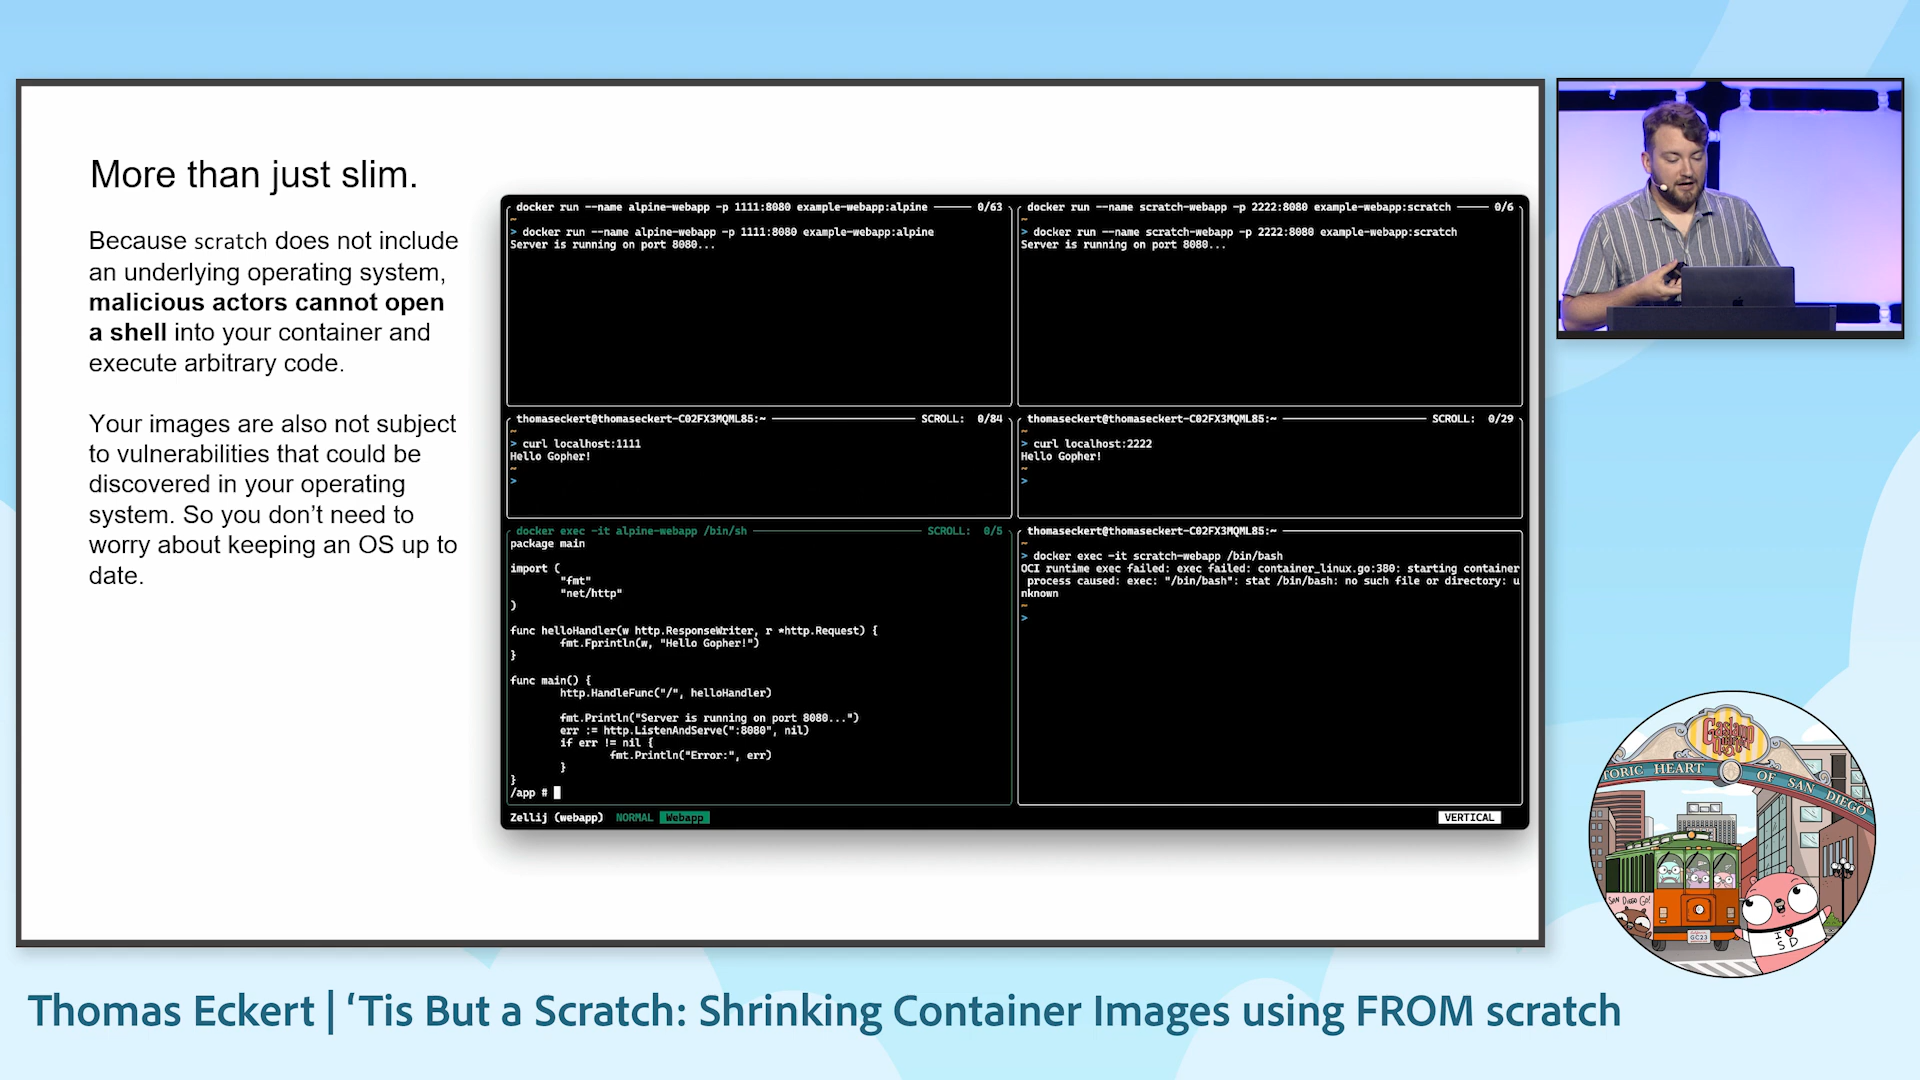 More than just slim.
Because scratch does not include
an underlying operating system,
malicious actors cannot open
a shell into your container and
execute arbitrary code.
Your images are also not subject
to vulnerabilities that could be
discovered in your operating
system. So you don’t need to
worry about keeping an OS up to
date.
docker run --name alpine-webapp -p 1111:8080 example-webapp:alpine 0/63
~
> docker run --name alpine-webapp -p 1111:8080 example-webapp:alpine
Server is running on port 8080...
docker run --name scratch-webapp -p 2222:8080 example-webapp:scratch 0/6
~
> docker run --name scratch-webapp -p 2222:8080 example-webapp:scratch
Server is running on port 8080...
thomaseckert@thomaseckert-C02FX3MQML85:~ SCROLL: 0/84
~
> curl localhost:1111
Hello Gopher!
~
>
thomaseckert@thomaseckert-C02FX3MQML85:~ SCROLL: 0/29
~
> curl localhost:2222
Hello Gopher!
~
>
docker exec -it alpine-webapp /bin/sh SCROLL: 0/5
package main
import (
"fmt"
"net/http"
)
func helloHandler(w http.ResponseWriter, r *http.Request) {
fmt.Fprintln(w, "Hello Gopher!")
}
func main() {
http.HandleFunc("/", helloHandler)
fmt.Println("Server is running on port 8080...")
err := http.ListenAndServe(":8080", nil)
if err != nil {
fmt.Println("Error:", err)
}
}
/app #
thomaseckert@thomaseckert-C02FX3MQML85:~
~
> docker exec -it scratch-webapp /bin/bash
OCI runtime exec failed: exec failed: container_linux.go:380: starting container
process caused: exec: "/bin/bash": stat /bin/bash: no such file or directory: u
nknown
~
>
Zellij (webapp) NORMAL Webapp VERTICAL
Gaslamp Quarter
TORIC HEART OF SAN DIEGO
SAN DIEGO GO!
GC23
I ♥
SD
Thomas Eckert | ‘Tis But a Scratch: Shrinking Container Images using FROM scratch